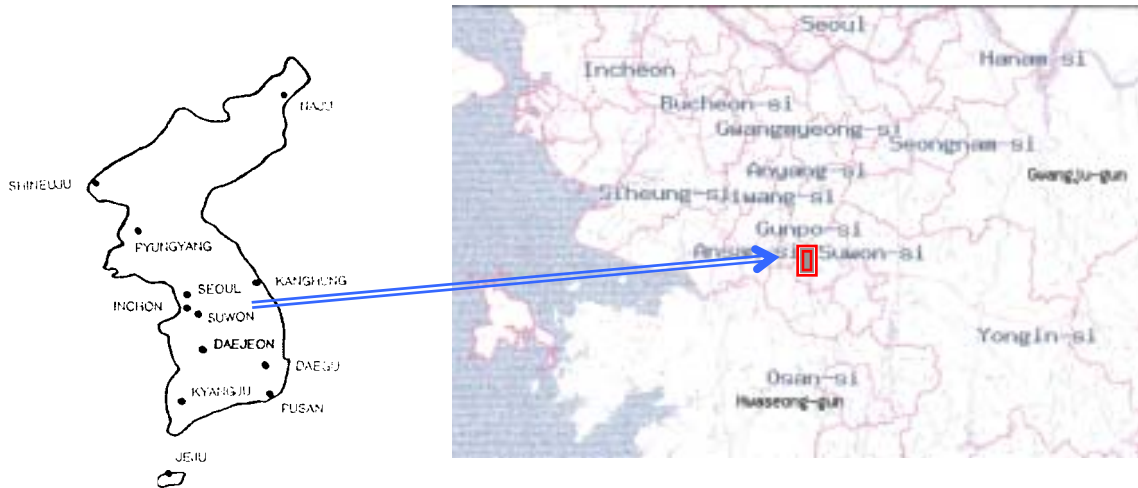 NAJU
SHINEUJU
PYUNGYANG
KANGHUNG
SEOUL
INCHON
SUWON
DAEJEON
DAEGU
KYANGJU
PUSAN
JEJU
Seoul
Hanam-si
Incheon
Bucheon-si
Gwangmyeong-si
Seongnam-si
Anyang-si
Gwangju-gun
Siheung-si
Uiwang-si
Gunpo-si
Suwon-si
Yongin-si
Osan-si
Hwaseong-gun